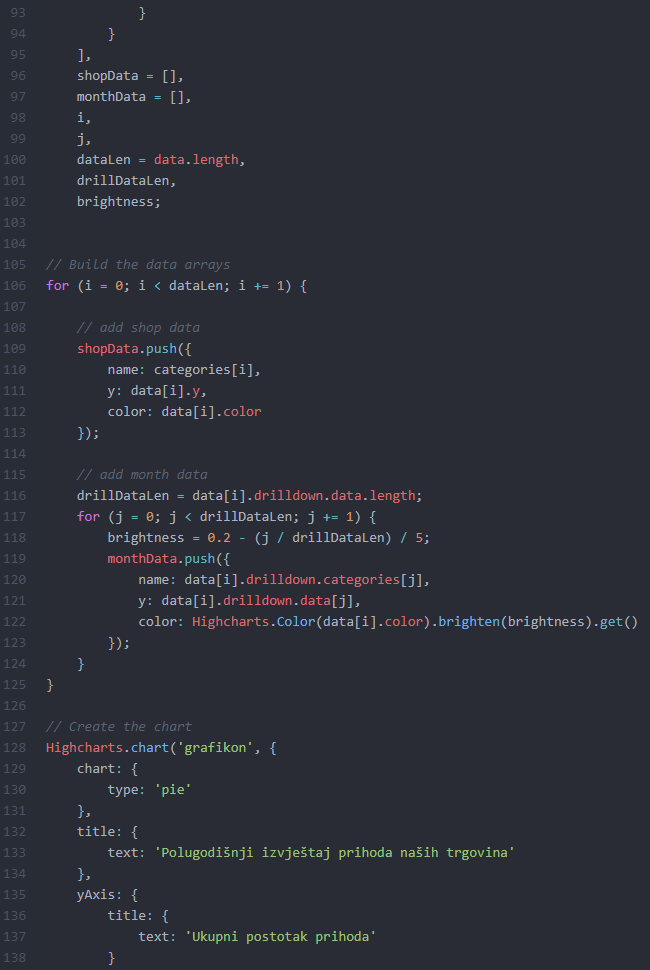 93             }
94         }
95     ],
96     shopData = [],
97     monthData = [],
98     i,
99     j,
100     dataLen = data.length,
101     drillDataLen,
102     brightness;
103
104
105 // Build the data arrays
106 for (i = 0; i < dataLen; i += 1) {
107
108     // add shop data
109     shopData.push({
110         name: categories[i],
111         y: data[i].y,
112         color: data[i].color
113     });
114
115     // add month data
116     drillDataLen = data[i].drilldown.data.length;
117     for (j = 0; j < drillDataLen; j += 1) {
118         brightness = 0.2 - (j / drillDataLen) / 5;
119         monthData.push({
120             name: data[i].drilldown.categories[j],
121             y: data[i].drilldown.data[j],
122             color: Highcharts.Color(data[i].color).brighten(brightness).get()
123         });
124     }
125 }
126
127 // Create the chart
128 Highcharts.chart('grafikon', {
129     chart: {
130         type: 'pie'
131     },
132     title: {
133         text: 'Polugodišnji izvještaj prihoda naših trgovina'
134     },
135     yAxis: {
136         title: {
137             text: 'Ukupni postotak prihoda'
138         }